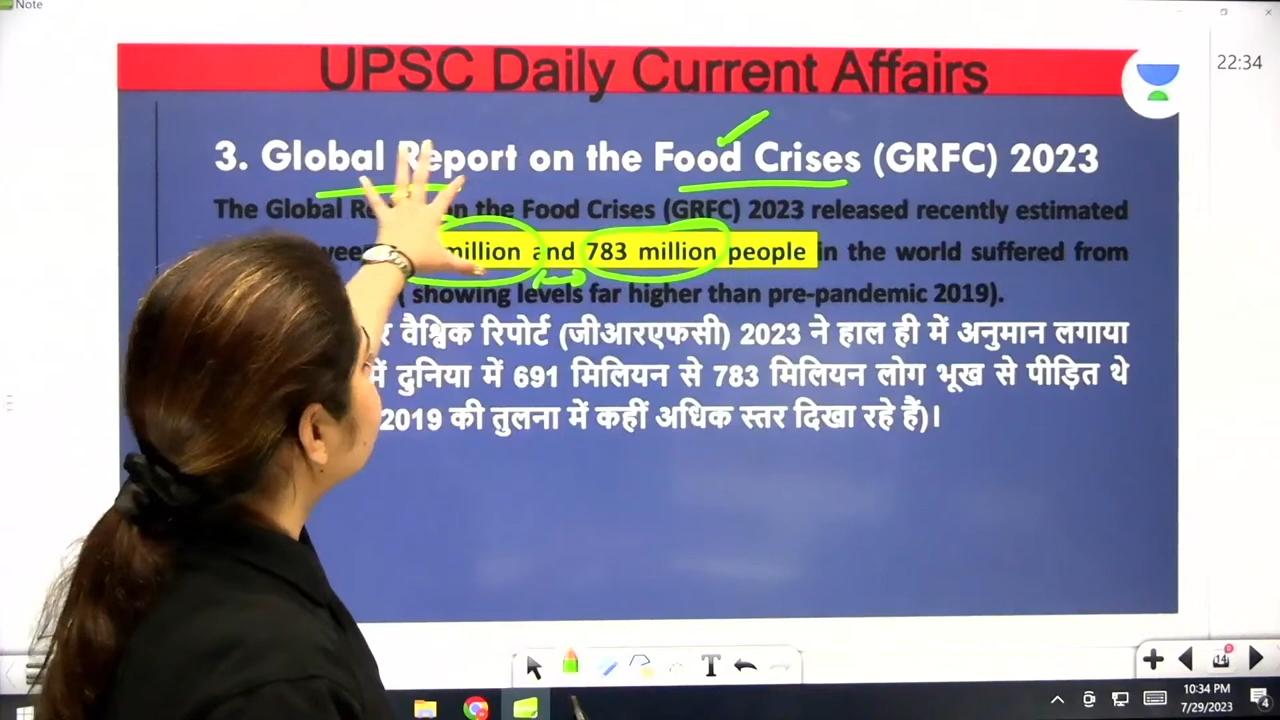 Note
UPSC Daily Current Affairs
22:34
3. Global Report on the Food Crises (GRFC) 2023
The Global on the Food Crises (GRFC) 2023 released recently estimated
million and 783 million people in the world suffered from
( showing levels far higher than pre-pandemic 2019).
वैश्विक रिपोर्ट (जीआरएफसी) 2023 ने हाल ही में अनुमान लगाया
में दुनिया में 691 मिलियन से 783 मिलियन लोग भूख से पीड़ित थे
2019 की तुलना में कहीं अधिक स्तर दिखा रहे हैं)।
T
14
10:34 PM
7/29/2023
4